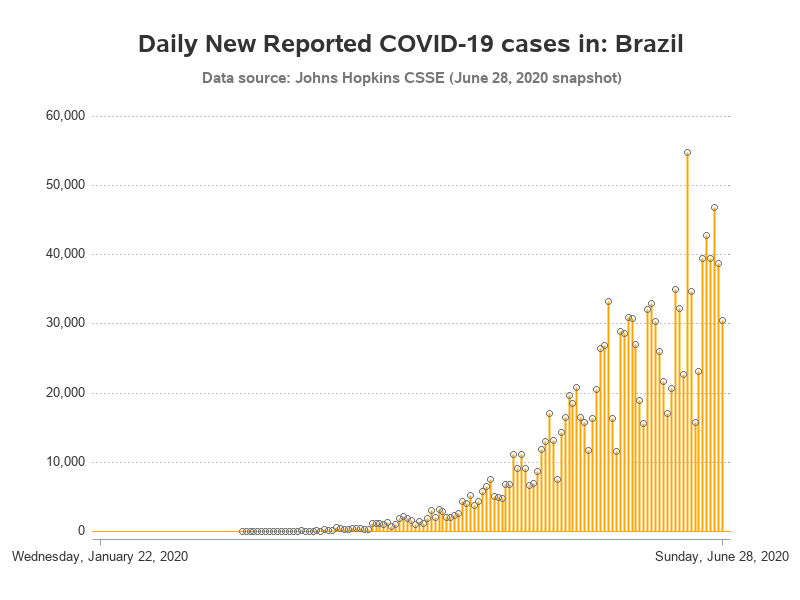 Daily New Reported COVID-19 cases in: Brazil
Data source: Johns Hopkins CSSE (June 28, 2020 snapshot)
60,000
50,000
40,000
30,000
20,000
10,000
0
Wednesday, January 22, 2020
Sunday, June 28, 2020